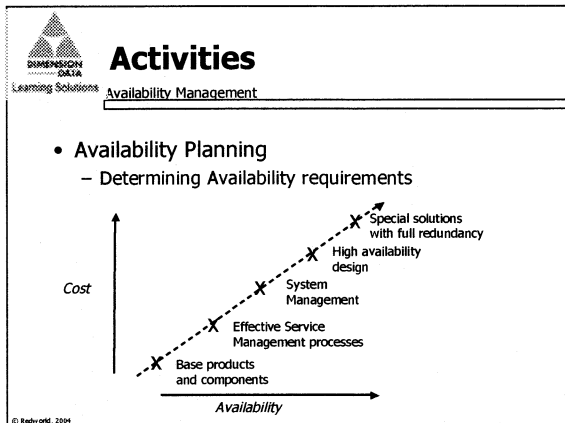 DIMENSION
DATA
Learning Solutions
Activities
Availability Management
• Availability Planning
– Determining Availability requirements
Cost
X Special solutions
with full redundancy
X High availability
design
X System
Management
X Effective Service
Management processes
X Base products
and components
Availability
© Redworld, 2004